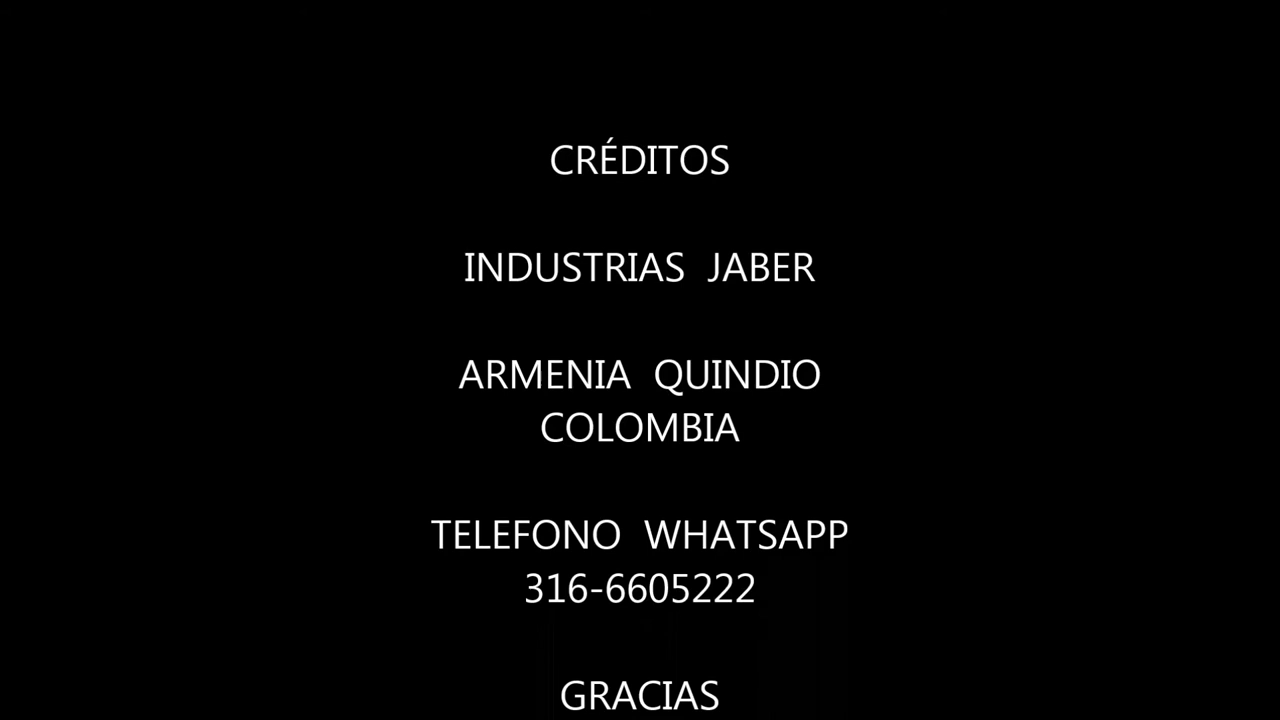 CRÉDITOS
INDUSTRIAS JABER
ARMENIA QUINDIO
COLOMBIA
TELEFONO WHATSAPP
316-6605222
GRACIAS